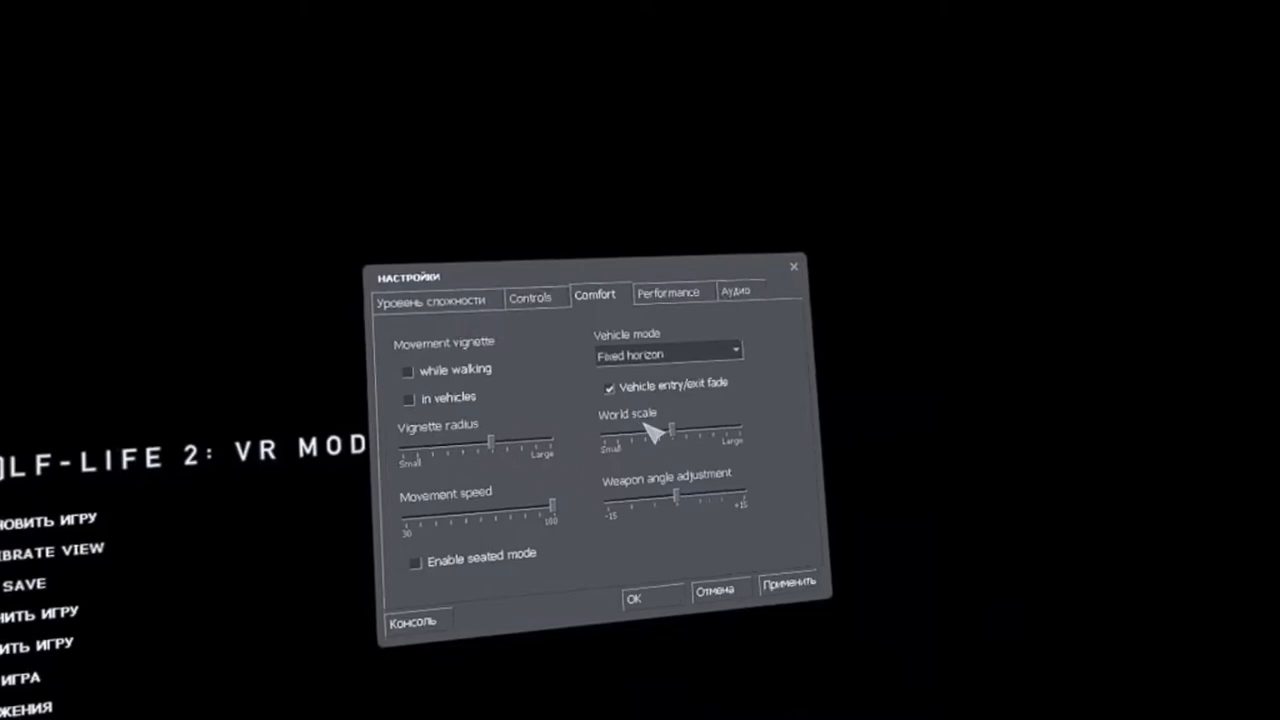 НАСТРОЙКИ
Уровень сложности Controls Comfort Performance Аудио
Movement vignette
while walking
in vehicles
Vignette radius
Small Large
Movement speed
30 100
Enable seated mode
Vehicle mode
Fixed horizon
Vehicle entry/exit fade
World scale
Small Large
Weapon angle adjustment
-15 +15
OK Отмена Применить
Консоль
LF-LIFE 2: VR MOD
НОВИТЬ ИГРУ
IBRATE VIEW
SAVE
ИТЬ ИГРУ
ИТЬ ИГРУ
ИГРА
ЖЕНИЯ